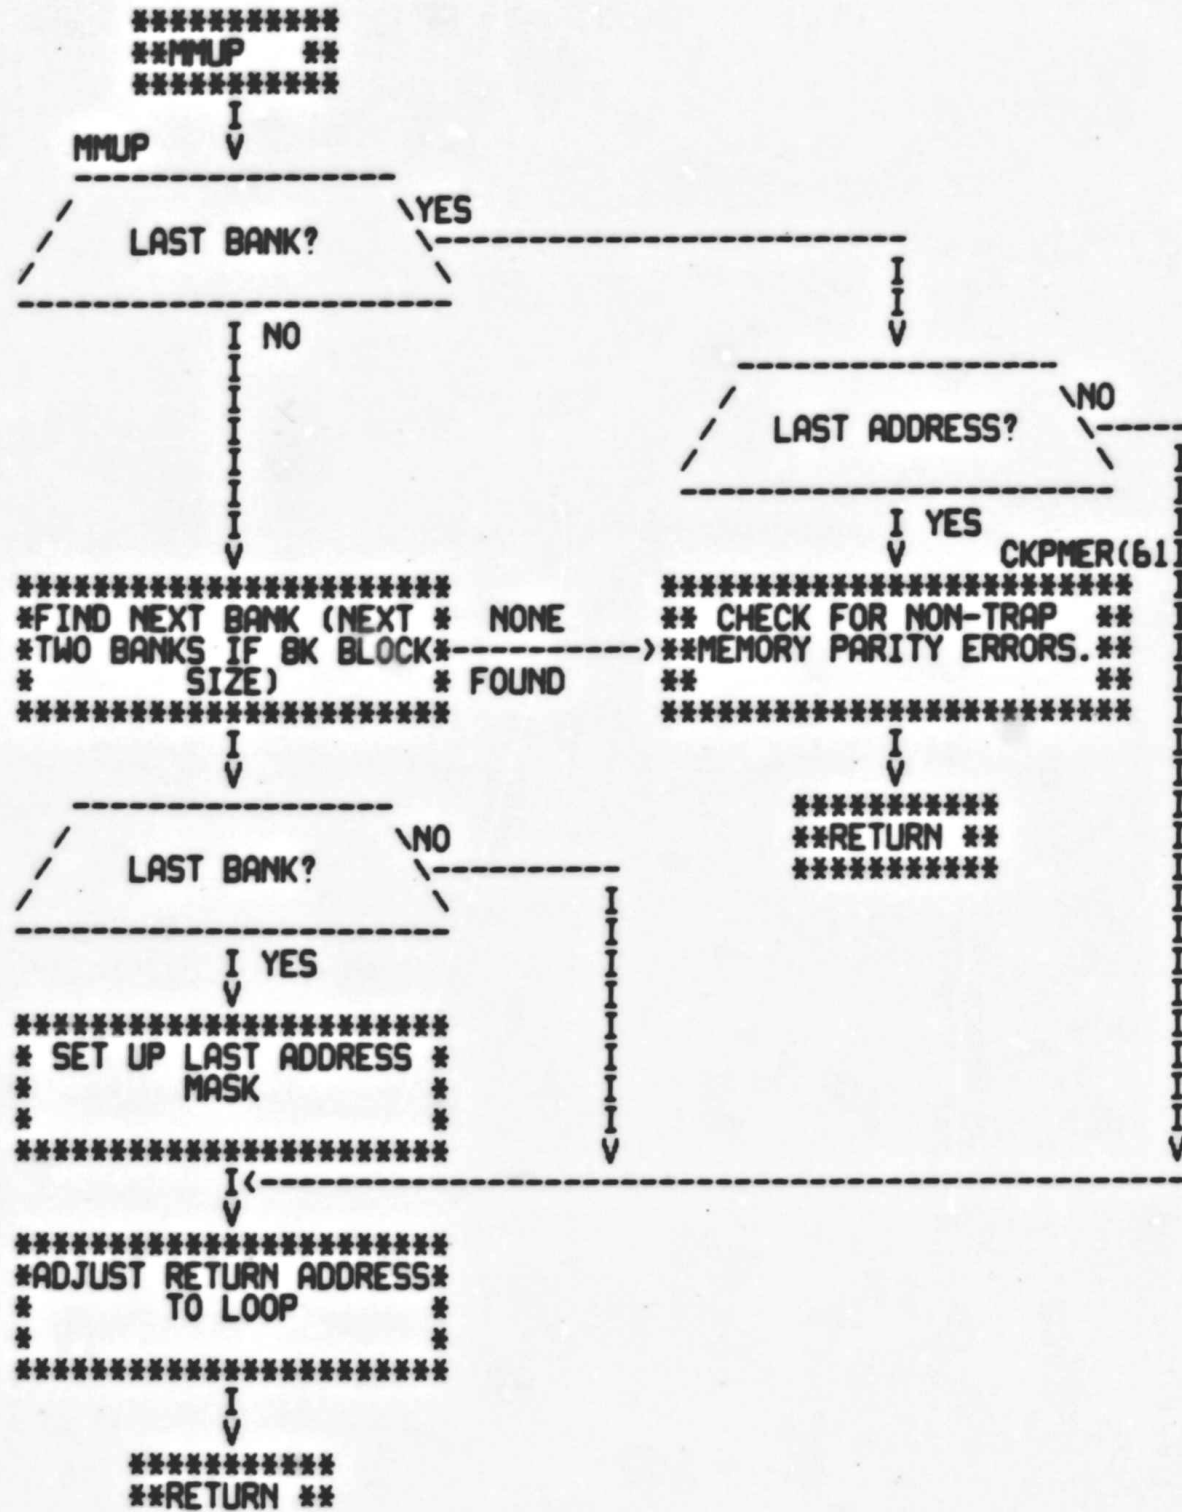 ***********
**MMUP   **
***********
I
V
MMUP
LAST BANK?
YES
NO
LAST ADDRESS?
NO
YES
CKPMER(61)
***********************
*FIND NEXT BANK (NEXT *
*TWO BANKS IF 8K BLOCK*
*        SIZE)        *
***********************
NONE
FOUND
*************************
** CHECK FOR NON-TRAP  **
**MEMORY PARITY ERRORS.**
**                     **
*************************
***********
**RETURN **
***********
LAST BANK?
NO
YES
***********************
* SET UP LAST ADDRESS *
*        MASK         *
*                     *
***********************
***********************
*ADJUST RETURN ADDRESS*
*       TO LOOP       *
*                     *
***********************
***********
**RETURN **